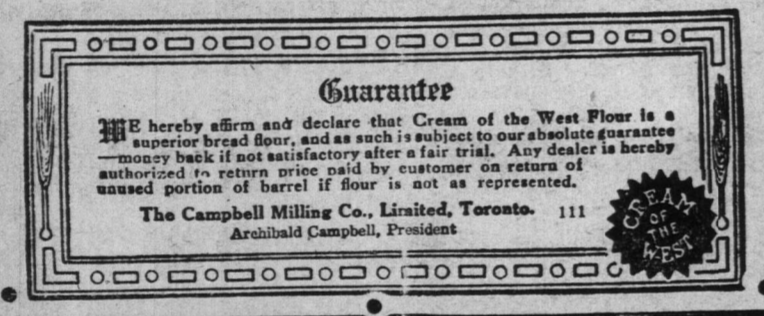 Guarantee
WE hereby affirm and declare that Cream of the West Flour is a
superior bread flour, and as such is subject to our absolute guarantee
—money back if not satisfactory after a fair trial. Any dealer is hereby
authorized to return price paid by customer on return of
unused portion of barrel if flour is not as represented.
The Campbell Milling Co., Limited, Toronto. 111
Archibald Campbell, President
CREAM
OF
THE
WEST